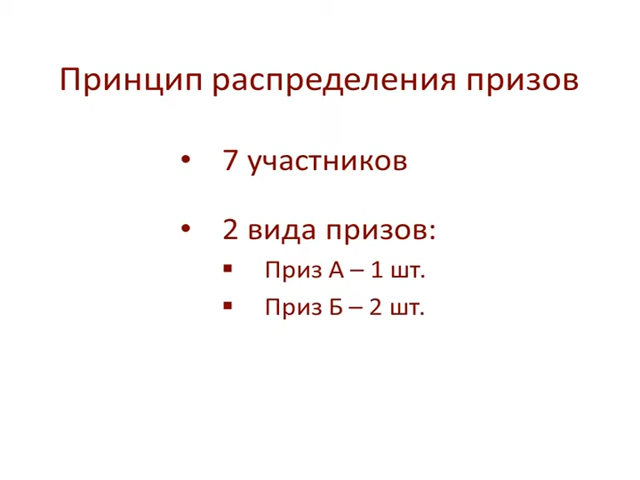 Принцип распределения призов
• 7 участников
• 2 вида призов:
▪ Приз А – 1 шт.
▪ Приз Б – 2 шт.